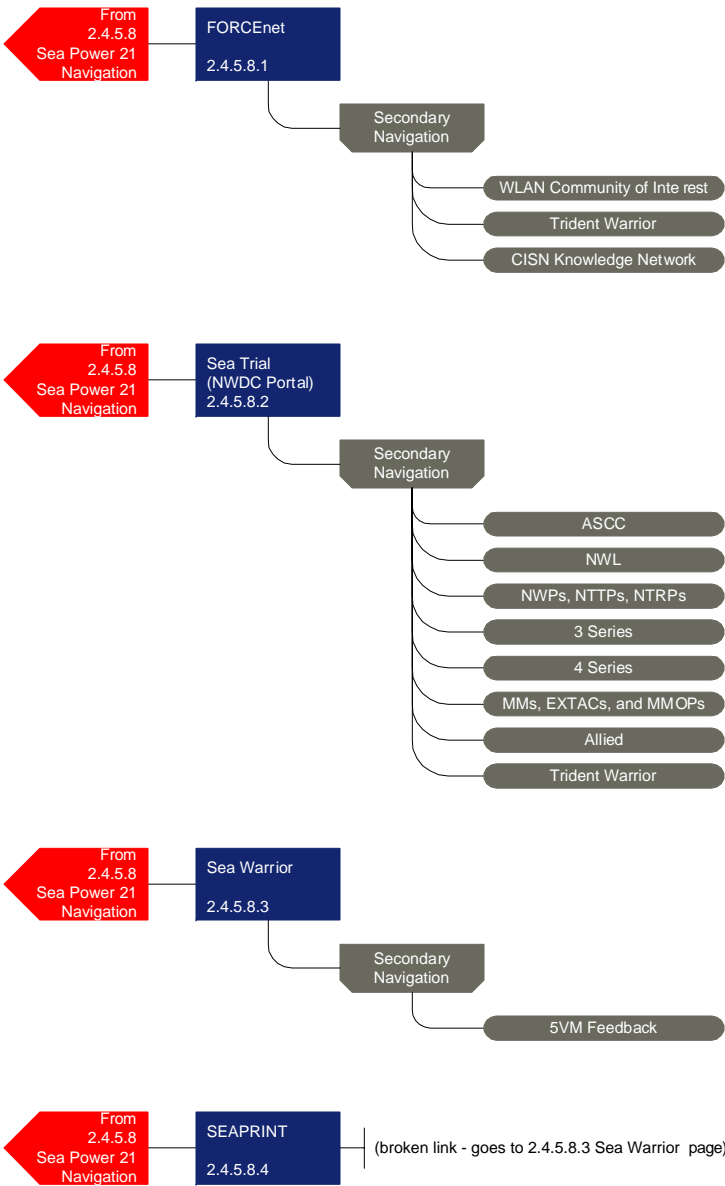 From
2.4.5.8
Sea Power 21
Navigation
FORCEnet
2.4.5.8.1
Secondary
Navigation
WLAN Community of Inte rest
Trident Warrior
CISN Knowledge Network
From
2.4.5.8
Sea Power 21
Navigation
Sea Trial
(NWDC Portal)
2.4.5.8.2
Secondary
Navigation
ASCC
NWL
NWPs, NTTPs, NTRPs
3 Series
4 Series
MMs, EXTACs, and MMOPs
Allied
Trident Warrior
From
2.4.5.8
Sea Power 21
Navigation
Sea Warrior
2.4.5.8.3
Secondary
Navigation
5VM Feedback
From
2.4.5.8
Sea Power 21
Navigation
SEAPRINT
2.4.5.8.4
(broken link - goes to 2.4.5.8.3 Sea Warrior page)